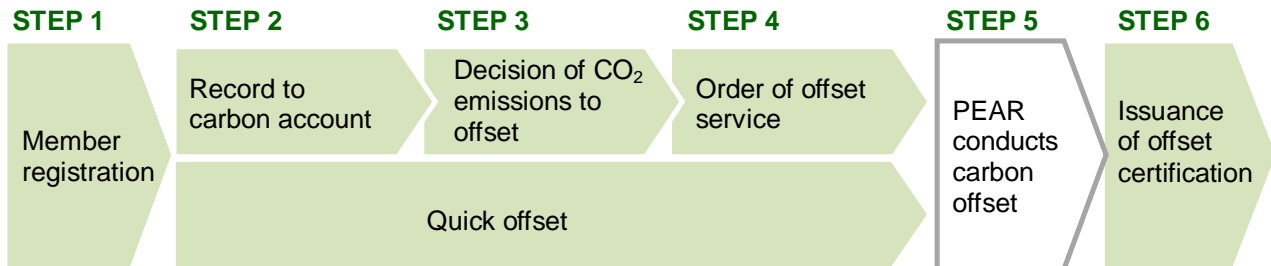 STEP 1
STEP 2
STEP 3
STEP 4
STEP 5
STEP 6
Member
registration
Record to
carbon account
Decision of CO₂
emissions to
offset
Order of offset
service
Quick offset
PEAR
conducts
carbon
offset
Issuance
of offset
certification